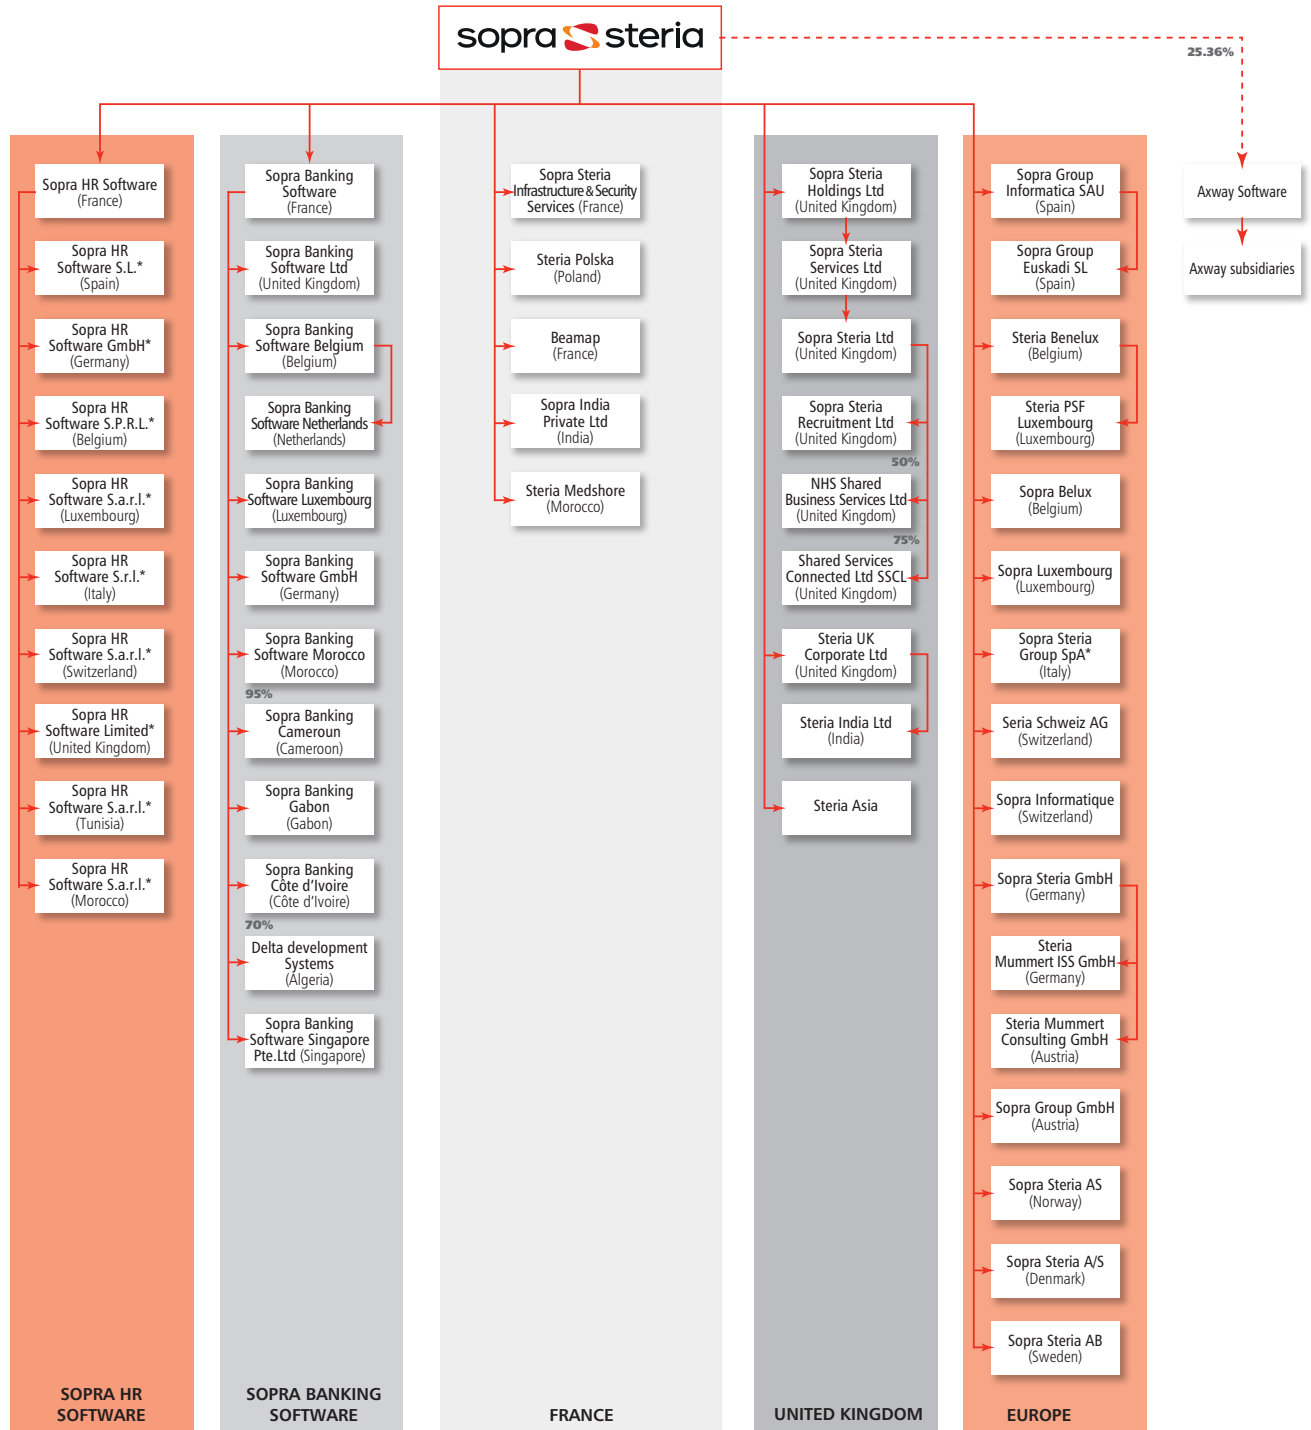 sopra steria
25.36%
Sopra HR Software
(France)
Sopra HR
Software S.L.*
(Spain)
Sopra HR
Software GmbH*
(Germany)
Sopra HR
Software S.P.R.L.*
(Belgium)
Sopra HR
Software S.a.r.l.*
(Luxembourg)
Sopra HR
Software S.r.l.*
(Italy)
Sopra HR
Software S.a.r.l.*
(Switzerland)
Sopra HR
Software Limited*
(United Kingdom)
Sopra HR
Software S.a.r.l.*
(Tunisia)
Sopra HR
Software S.a.r.l.*
(Morocco)
SOPRA HR
SOFTWARE
Sopra Banking
Software
(France)
Sopra Banking
Software Ltd
(United Kingdom)
Sopra Banking
Software Belgium
(Belgium)
Sopra Banking
Software Netherlands
(Netherlands)
Sopra Banking
Software Luxembourg
(Luxembourg)
Sopra Banking
Software GmbH
(Germany)
Sopra Banking
Software Morocco
(Morocco)
95%
Sopra Banking
Cameroun
(Cameroon)
Sopra Banking
Gabon
(Gabon)
Sopra Banking
Côte d'Ivoire
(Côte d'Ivoire)
70%
Delta development
Systems
(Algeria)
Sopra Banking
Software Singapore
Pte.Ltd (Singapore)
SOPRA BANKING
SOFTWARE
Sopra Steria
Infrastructure & Security
Services (France)
Steria Polska
(Poland)
Beamap
(France)
Sopra India
Private Ltd
(India)
Steria Medshore
(Morocco)
FRANCE
Sopra Steria
Holdings Ltd
(United Kingdom)
Sopra Steria
Services Ltd
(United Kingdom)
Sopra Steria Ltd
(United Kingdom)
Sopra Steria
Recruitment Ltd
(United Kingdom)
50%
NHS Shared
Business Services Ltd
(United Kingdom)
75%
Shared Services
Connected Ltd SSCL
(United Kingdom)
Steria UK
Corporate Ltd
(United Kingdom)
Steria India Ltd
(India)
Steria Asia
UNITED KINGDOM
Sopra Group
Informatica SAU
(Spain)
Sopra Group
Euskadi SL
(Spain)
Steria Benelux
(Belgium)
Steria PSF
Luxembourg
(Luxembourg)
Sopra Belux
(Belgium)
Sopra Luxembourg
(Luxembourg)
Sopra Steria
Group SpA*
(Italy)
Seria Schweiz AG
(Switzerland)
Sopra Informatique
(Switzerland)
Sopra Steria GmbH
(Germany)
Steria
Mummert ISS GmbH
(Germany)
Steria Mummert
Consulting GmbH
(Austria)
Sopra Group GmbH
(Austria)
Sopra Steria AS
(Norway)
Sopra Steria A/S
(Denmark)
Sopra Steria AB
(Sweden)
EUROPE
Axway Software
Axway subsidiaries